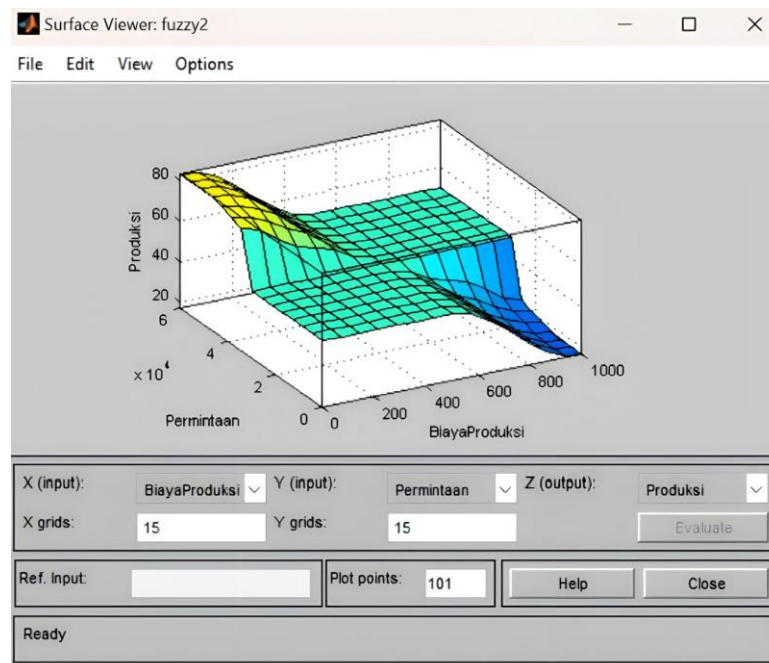 Surface Viewer: fuzzy2
File Edit View Options
80
60
40
20
Produksi
6
4
2
0
x 10^4
Permintaan
0
200
400
600
800
1000
BiayaProduksi
X (input): BiayaProduksi Y (input): Permintaan Z (output): Produksi
X grids: 15 Y grids: 15 Evaluate
Ref. Input: Plot points: 101 Help Close
Ready